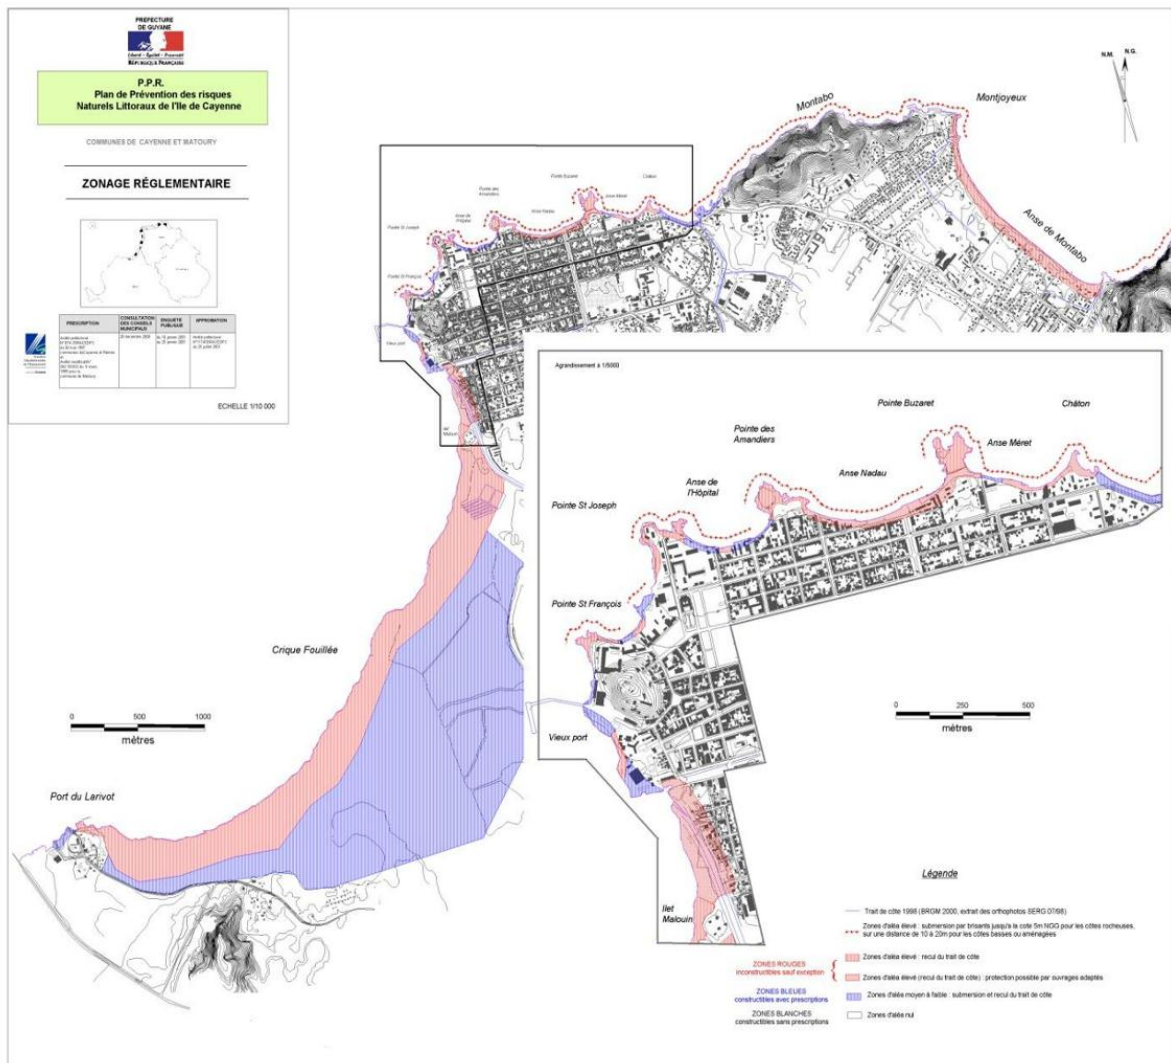 PREFECTURE
DE GUYANE
Liberté • Égalité • Fraternité
RÉPUBLIQUE FRANÇAISE
P.P.R.
Plan de Prévention des risques
Naturels Littoraux de l'Ile de Cayenne
COMMUNES DE CAYENNE ET MATOURY
ZONAGE RÉGLEMENTAIRE
PRESCRIPTION
CONSULTATION
DES CONSEILS
MUNICIPAUX
ENQUETE
PUBLIQUE
APPROBATION
ECHELLE 1/10 000
N.M.
N.G.
Montabo
Montjoyeux
Anse de Montabo
Pointe Buzaret
Châton
Pointe des
Amandiers
Anse Méret
Anse Nadau
Anse de
l'Hôpital
Pointe St Joseph
Pointe St François
Vieux port
Ilet
Malouin
Crique Fouillée
0 500 1000
mètres
Port du Larivot
Agrandissement à 1/5000
Pointe Buzaret
Châton
Pointe des
Amandiers
Anse Méret
Anse Nadau
Anse de
l'Hôpital
Pointe St Joseph
Pointe St François
Vieux port
Ilet
Malouin
0 250 500
mètres
Légende
Trait de côte 1998 (BRGM 2000, extrait des orthophotos SERG 07/98)
Zones d'aléa élevé : submersion par brisants jusqu'à la cote 5m NGG pour les côtes rocheuses,
sur une distance de 10 à 20m pour les côtes basses ou aménagées
ZONES ROUGES
inconstructibles sauf exception
Zones d'aléa élevé : recul du trait de côte
Zones d'aléa élevé (recul du trait de côte) : protection possible par ouvrages adaptés
ZONES BLEUES
constructibles avec prescriptions
Zones d'aléa moyen à faible : submersion et recul du trait de côte
ZONES BLANCHES
constructibles sans prescriptions
Zones d'aléa nul